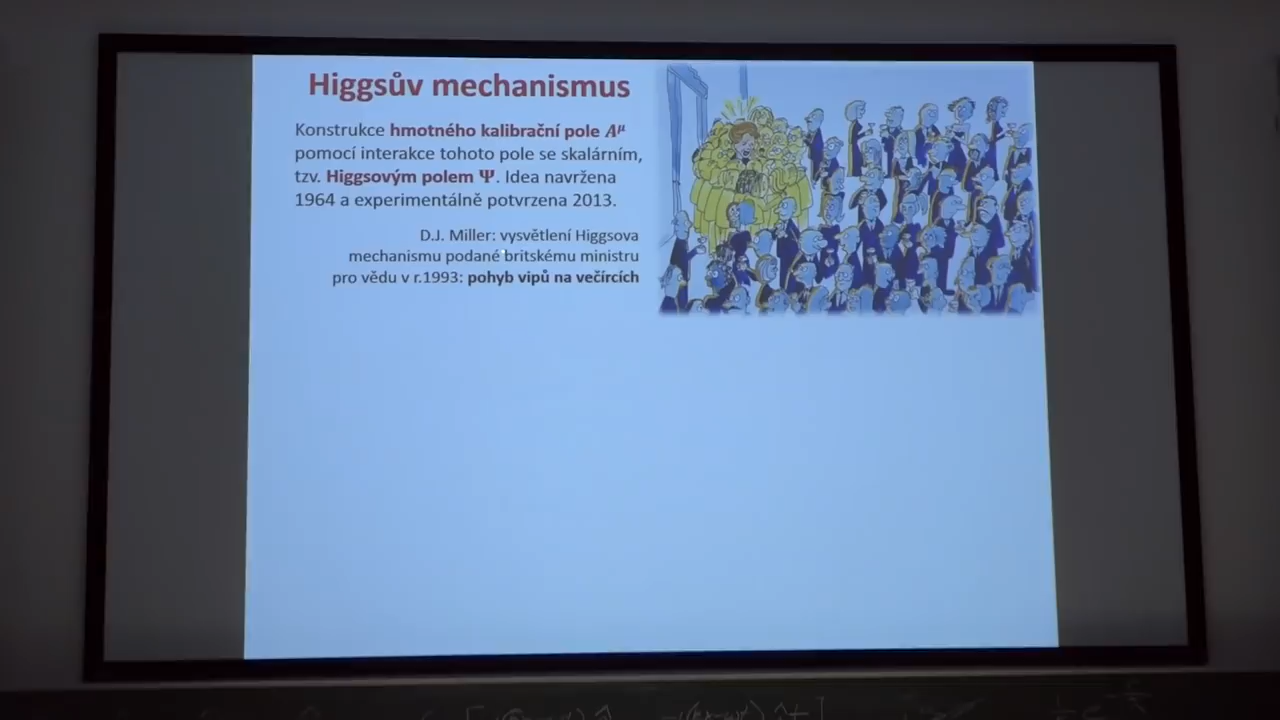 Higgsův mechanismus
Konstrukce hmotného kalibrační pole Aᵘ
pomocí interakce tohoto pole se skalárním,
tzv. Higgsovým polem Ψ. Idea navržena
1964 a experimentálně potvrzena 2013.
D.J. Miller: vysvětlení Higgsova
mechanismu podané britskému ministru
pro vědu v r.1993: pohyb vipů na večírcích